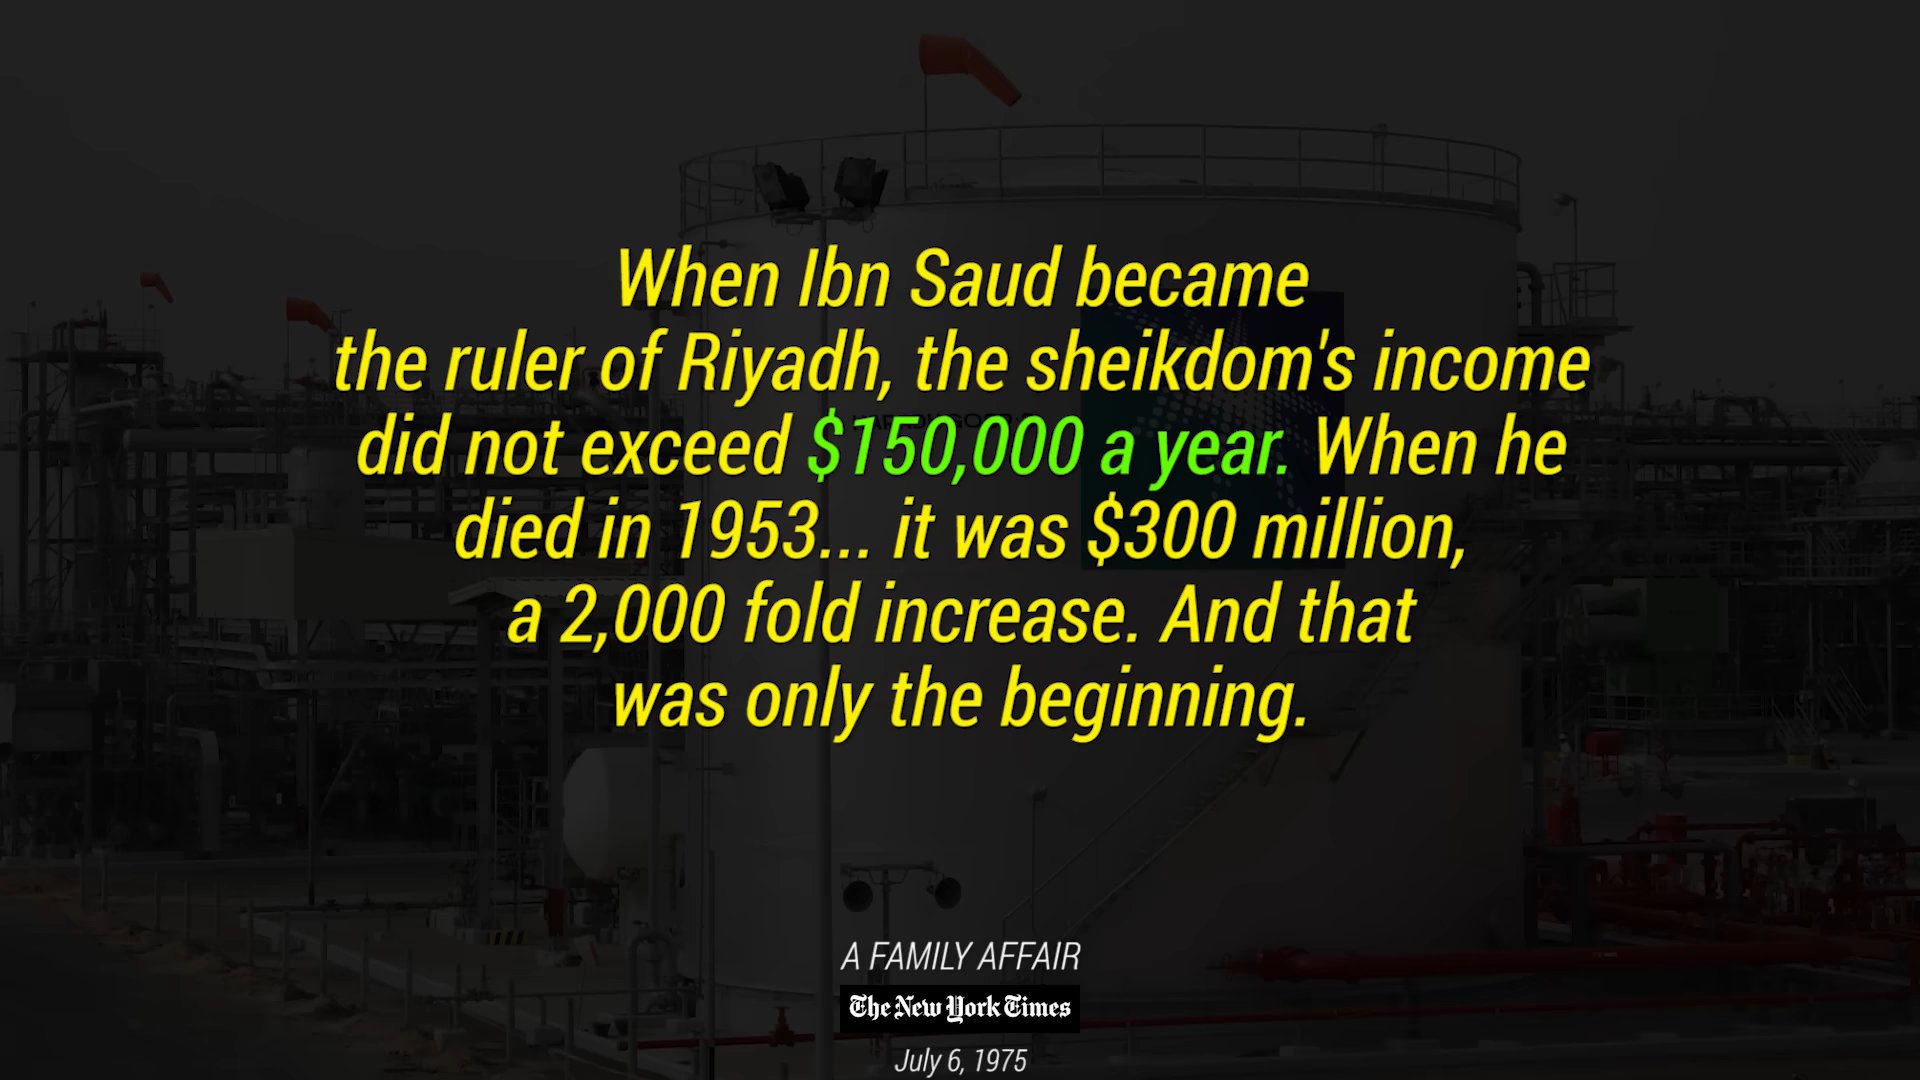 When Ibn Saud became
the ruler of Riyadh, the sheikdom's income
did not exceed $150,000 a year. When he
died in 1953... it was $300 million,
a 2,000 fold increase. And that
was only the beginning.
A FAMILY AFFAIR
The New York Times
July 6, 1975